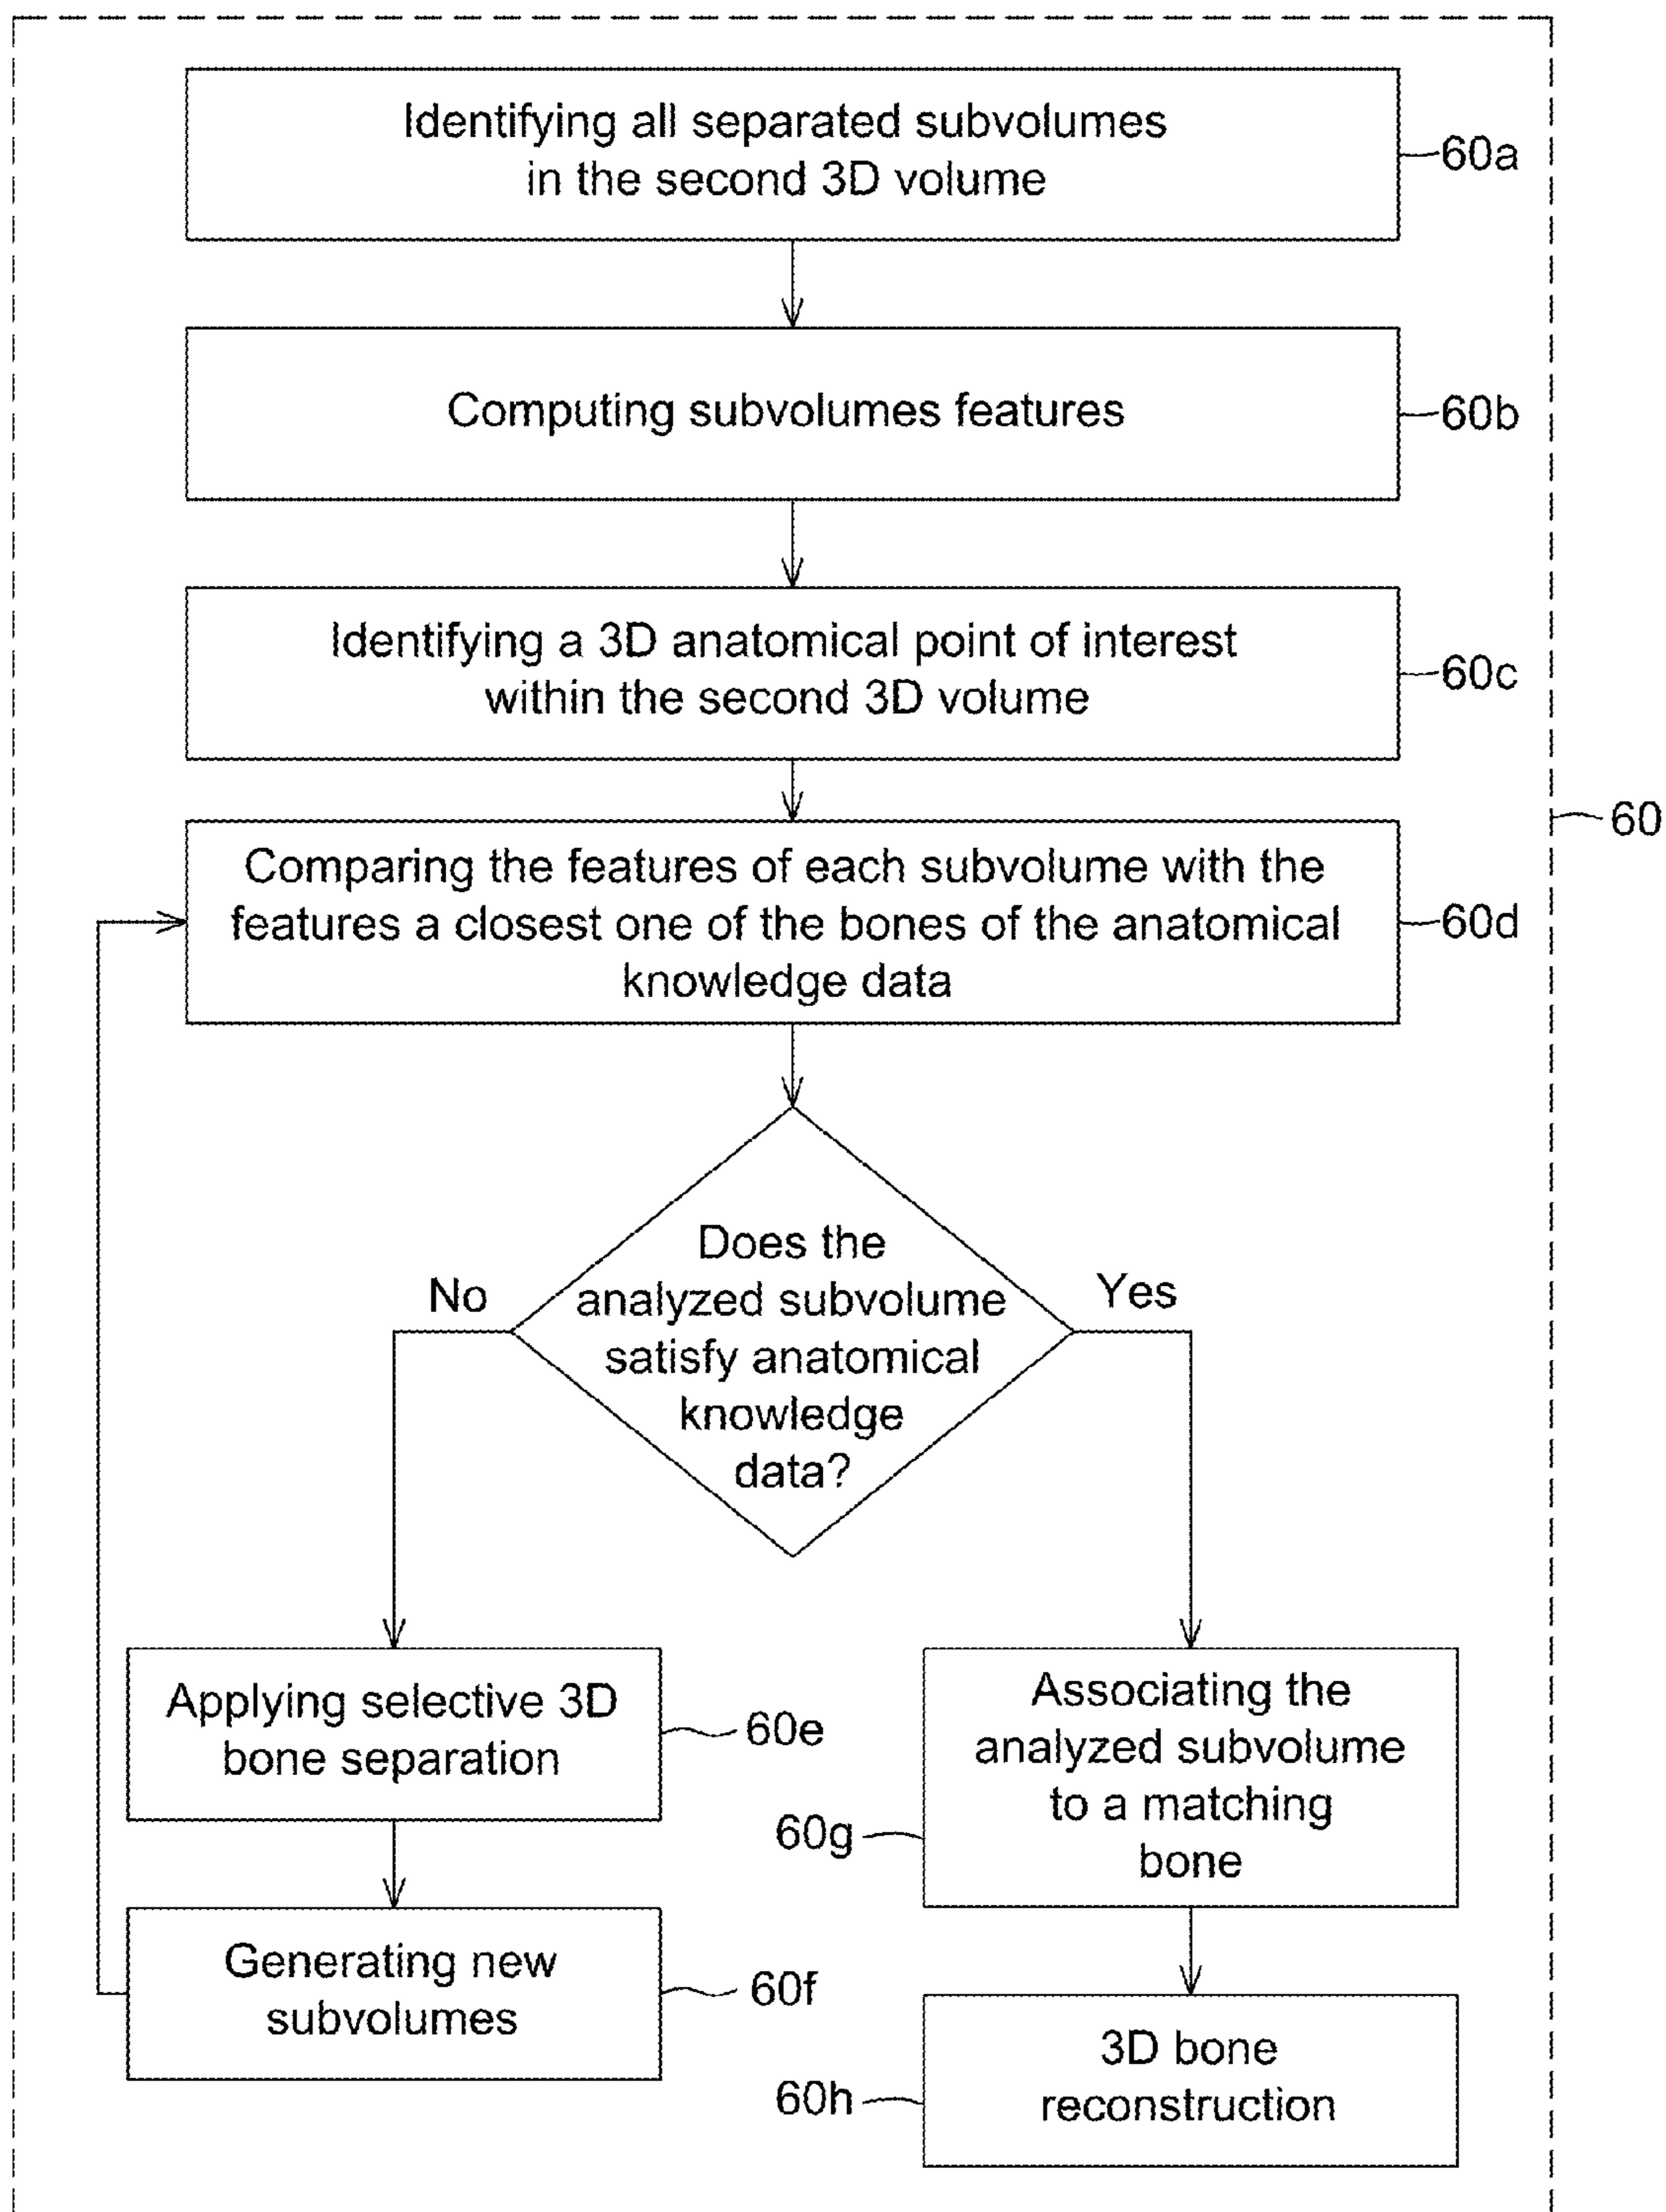 Identifying all separated subvolumes
in the second 3D volume
60a
Computing subvolumes features
60b
Identifying a 3D anatomical point of interest
within the second 3D volume
60c
60
Comparing the features of each subvolume with the
features a closest one of the bones of the anatomical
knowledge data
60d
Does the
analyzed subvolume
satisfy anatomical
knowledge
data?
No
Yes
Applying selective 3D
bone separation
60e
Generating new
subvolumes
60f
Associating the
analyzed subvolume
to a matching
bone
60g
3D bone
reconstruction
60h